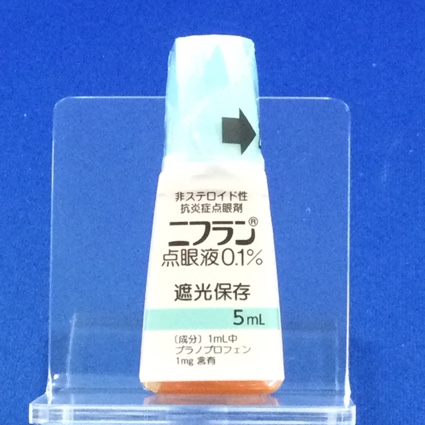 非ステロイド性
抗炎症点眼剤
ニフラン®
点眼液0.1%
遮光保存
5mL
(成分) 1mL中
プラノプロフェン
1mg 含有